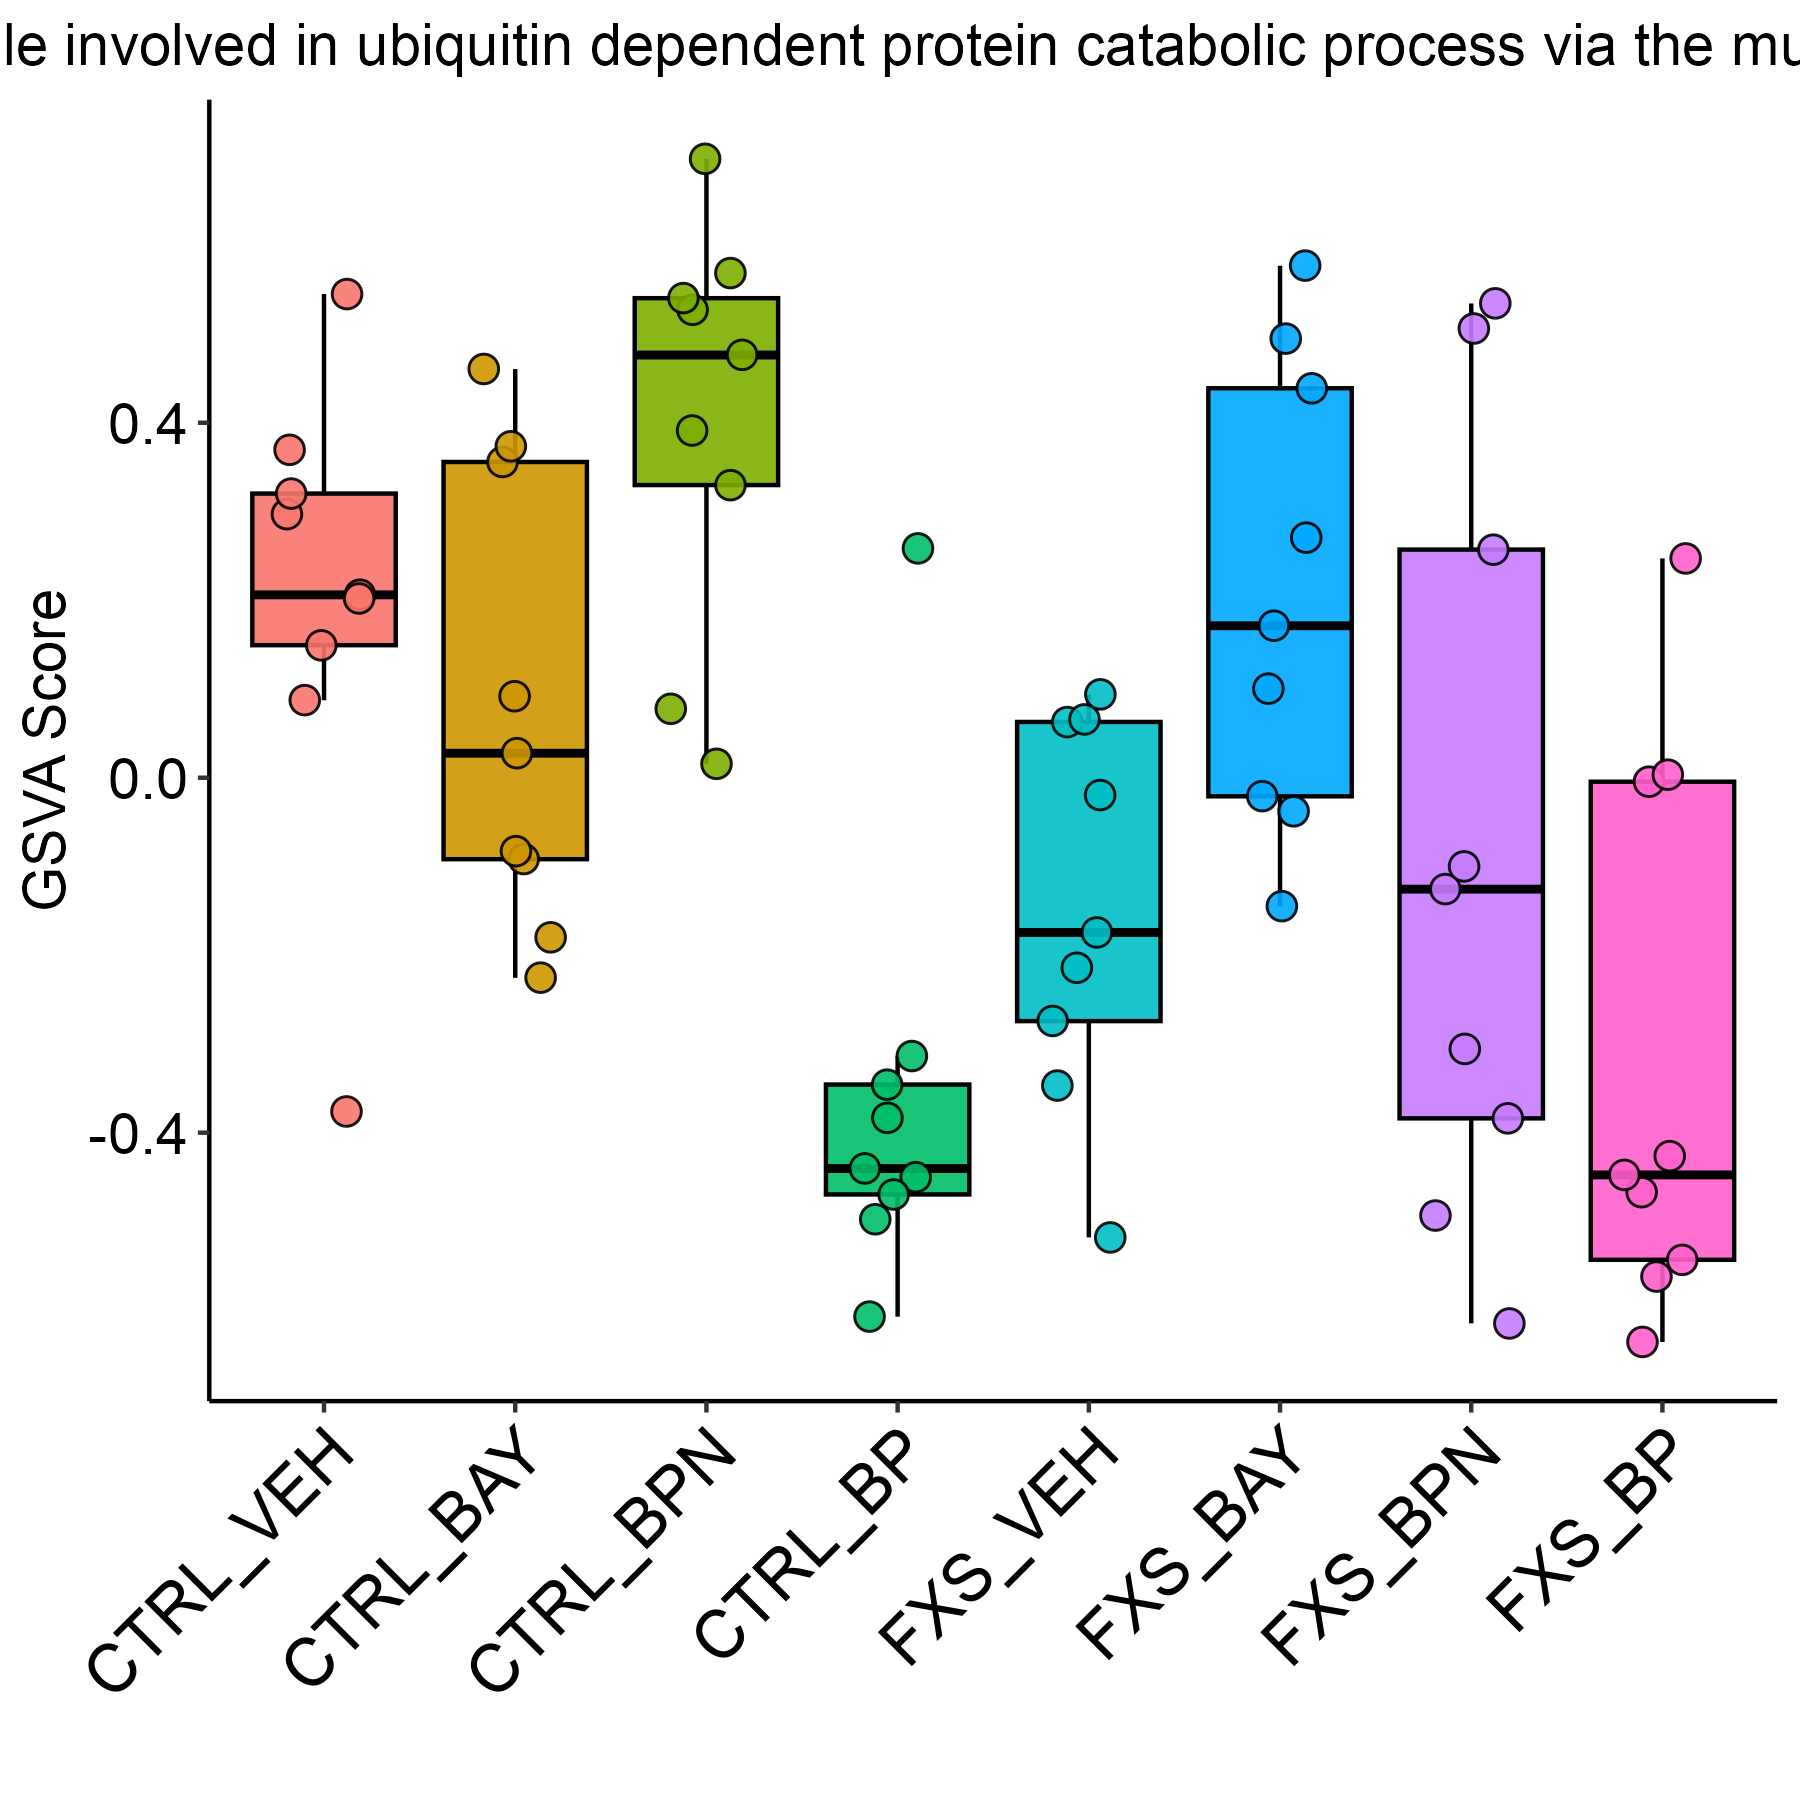 le involved in ubiquitin dependent protein catabolic process via the mu
GSVA Score
0.4
0.0
-0.4
CTRL_VEH
CTRL_BAY
CTRL_BPN
CTRL_BP
FXS_VEH
FXS_BAY
FXS_BPN
FXS_BP